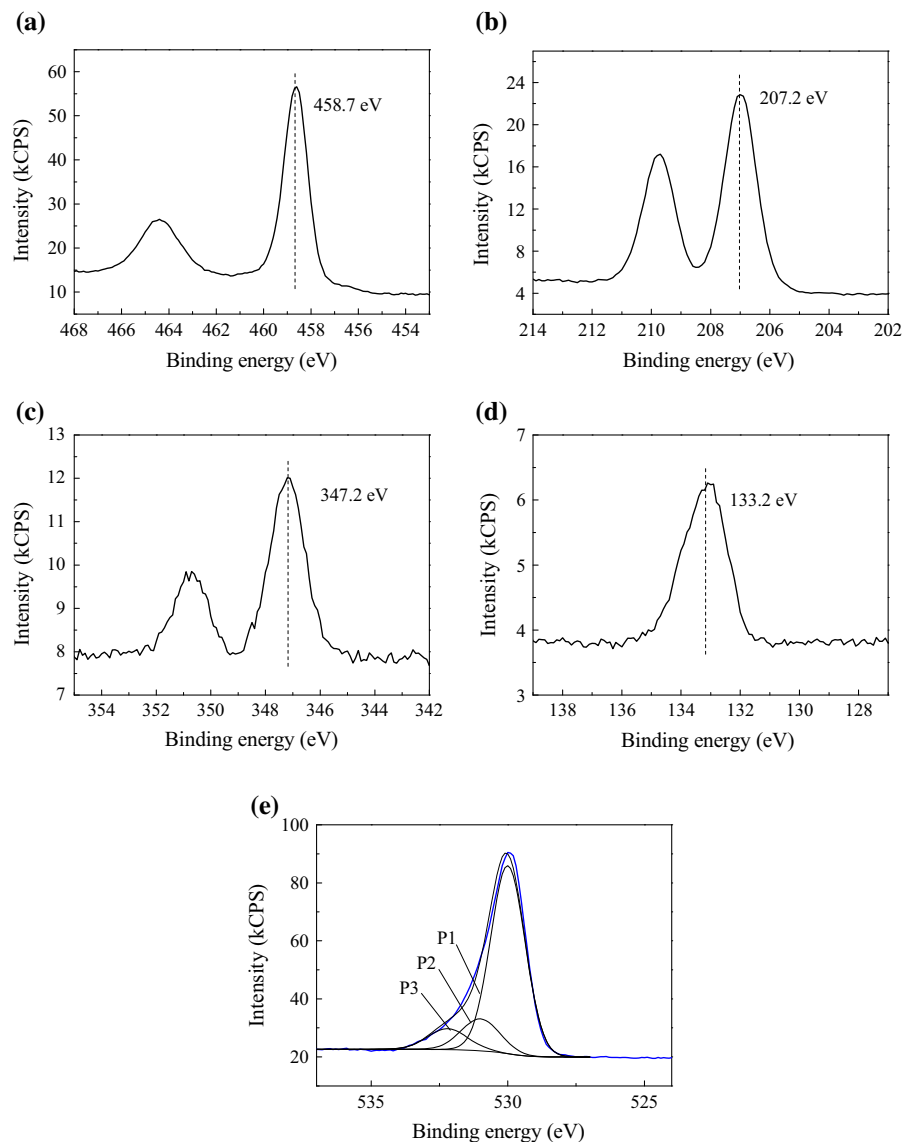 (a)
60
50
40
30
20
10
468 466 464 462 460 458 456 454
Intensity (kCPS)
Binding energy (eV)
458.7 eV
(b)
24
20
16
12
8
4
214 212 210 208 206 204 202
Intensity (kCPS)
Binding energy (eV)
207.2 eV
(c)
13
12
11
10
9
8
7
354 352 350 348 346 344 342
Intensity (kCPS)
Binding energy (eV)
347.2 eV
(d)
7
6
5
4
3
138 136 134 132 130 128
Intensity (kCPS)
Binding energy (eV)
133.2 eV
(e)
100
80
60
40
20
535 530 525
Intensity (kCPS)
Binding energy (eV)
P1
P2
P3